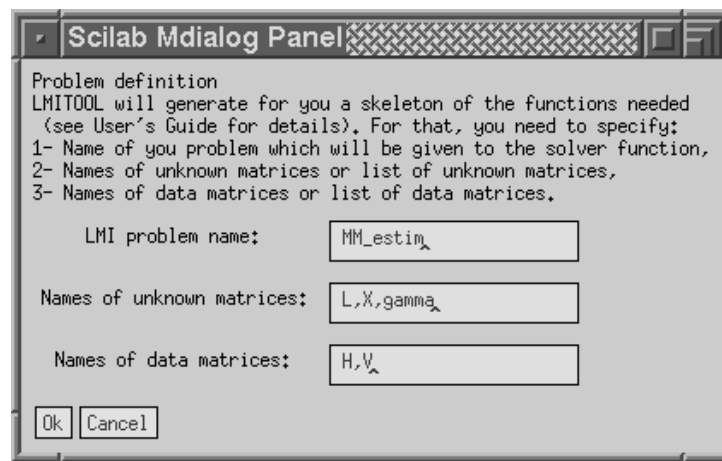 Scilab Mdialog Panel
Problem definition
LMITOOL will generate for you a skeleton of the functions needed
(see User's Guide for details). For that, you need to specify:
1- Name of you problem which will be given to the solver function,
2- Names of unknown matrices or list of unknown matrices,
3- Names of data matrices or list of data matrices.
LMI problem name: MM_estim
Names of unknown matrices: L,X,gamma
Names of data matrices: H,V
Ok Cancel